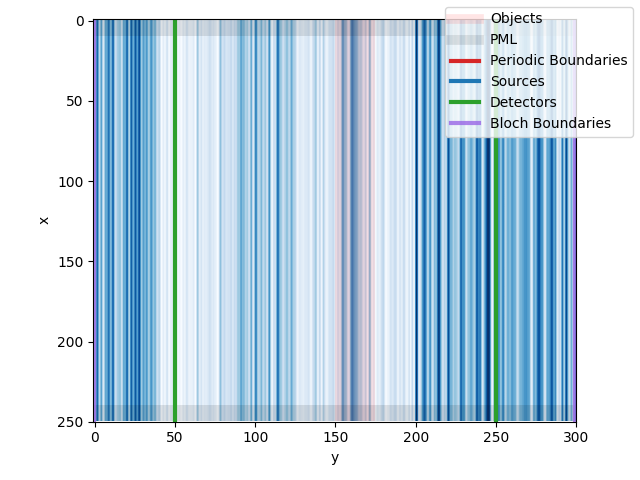 Objects
PML
Periodic Boundaries
Sources
Detectors
Bloch Boundaries
0
50
100
150
200
250
x
0
50
100
150
200
250
300
y